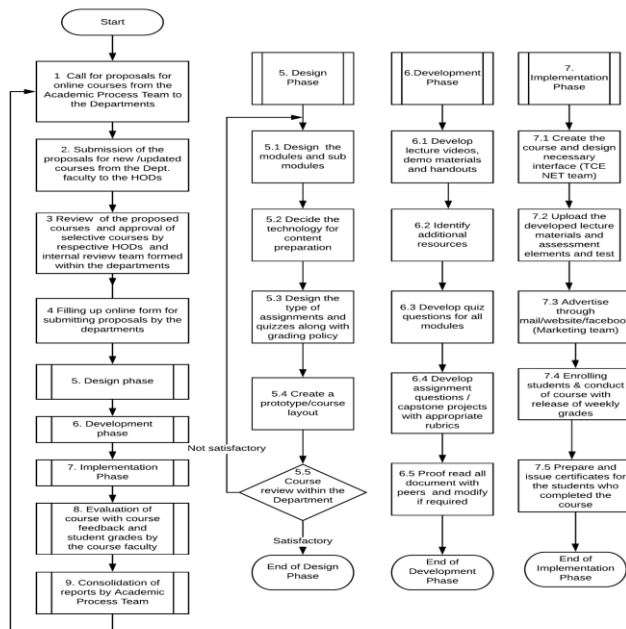 Start
1 Call for proposals for
online courses from the
Academic Process Team to
the Departments
2. Submission of the
proposals for new /updated
courses from the Dept.
faculty to the HODs
3 Review of the proposed
courses and approval of
selective courses by
respective HODs and
internal review team formed
within the departments
4 Filling up online form for
submitting proposals by the
departments
5. Design phase
6. Development
phase
7. Implementation
Phase
8. Evaluation of
course with course
feedback and
student grades by
the course faculty
9. Consolidation of
reports by Academic
Process Team
5. Design
Phase
5.1 Design the
modules and sub
modules
5.2 Decide the
technology for
content
preparation
5.3 Design the
type of
assignments and
quizzes along with
grading policy
5.4 Create a
prototype/course
layout
Not satisfactory
5.5
Course
review within the
Department
Satisfactory
End of Design
Phase
6.Development
Phase
6.1 Develop
lecture videos,
demo materials
and handouts
6.2 Identify
additional
resources
6.3 Develop quiz
questions for all
modules
6.4 Develop
assignment
questions /
capstone projects
with appropriate
rubrics
6.5 Proof read all
document with
peers and modify
if required
End of
Development
Phase
7.
Implementation
Phase
7.1 Create the
course and design
necessary
interface (TCE
NET team)
7.2 Upload the
developed lecture
materials and
assessment
elements and test
7.3 Advertise
through
mail/website/facebook
(Marketing team)
7.4 Enrolling
students & conduct
of course with
release of weekly
grades
7.5 Prepare and
issue certificates for
the students who
completed the
course
End of
Implementation
Phase